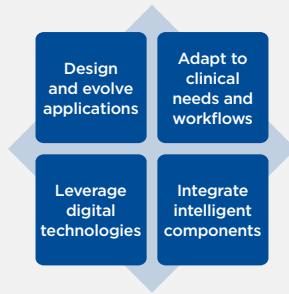 Design
and evolve
applications
Adapt to
clinical
needs and
workflows
Leverage
digital
technologies
Integrate
intelligent
components